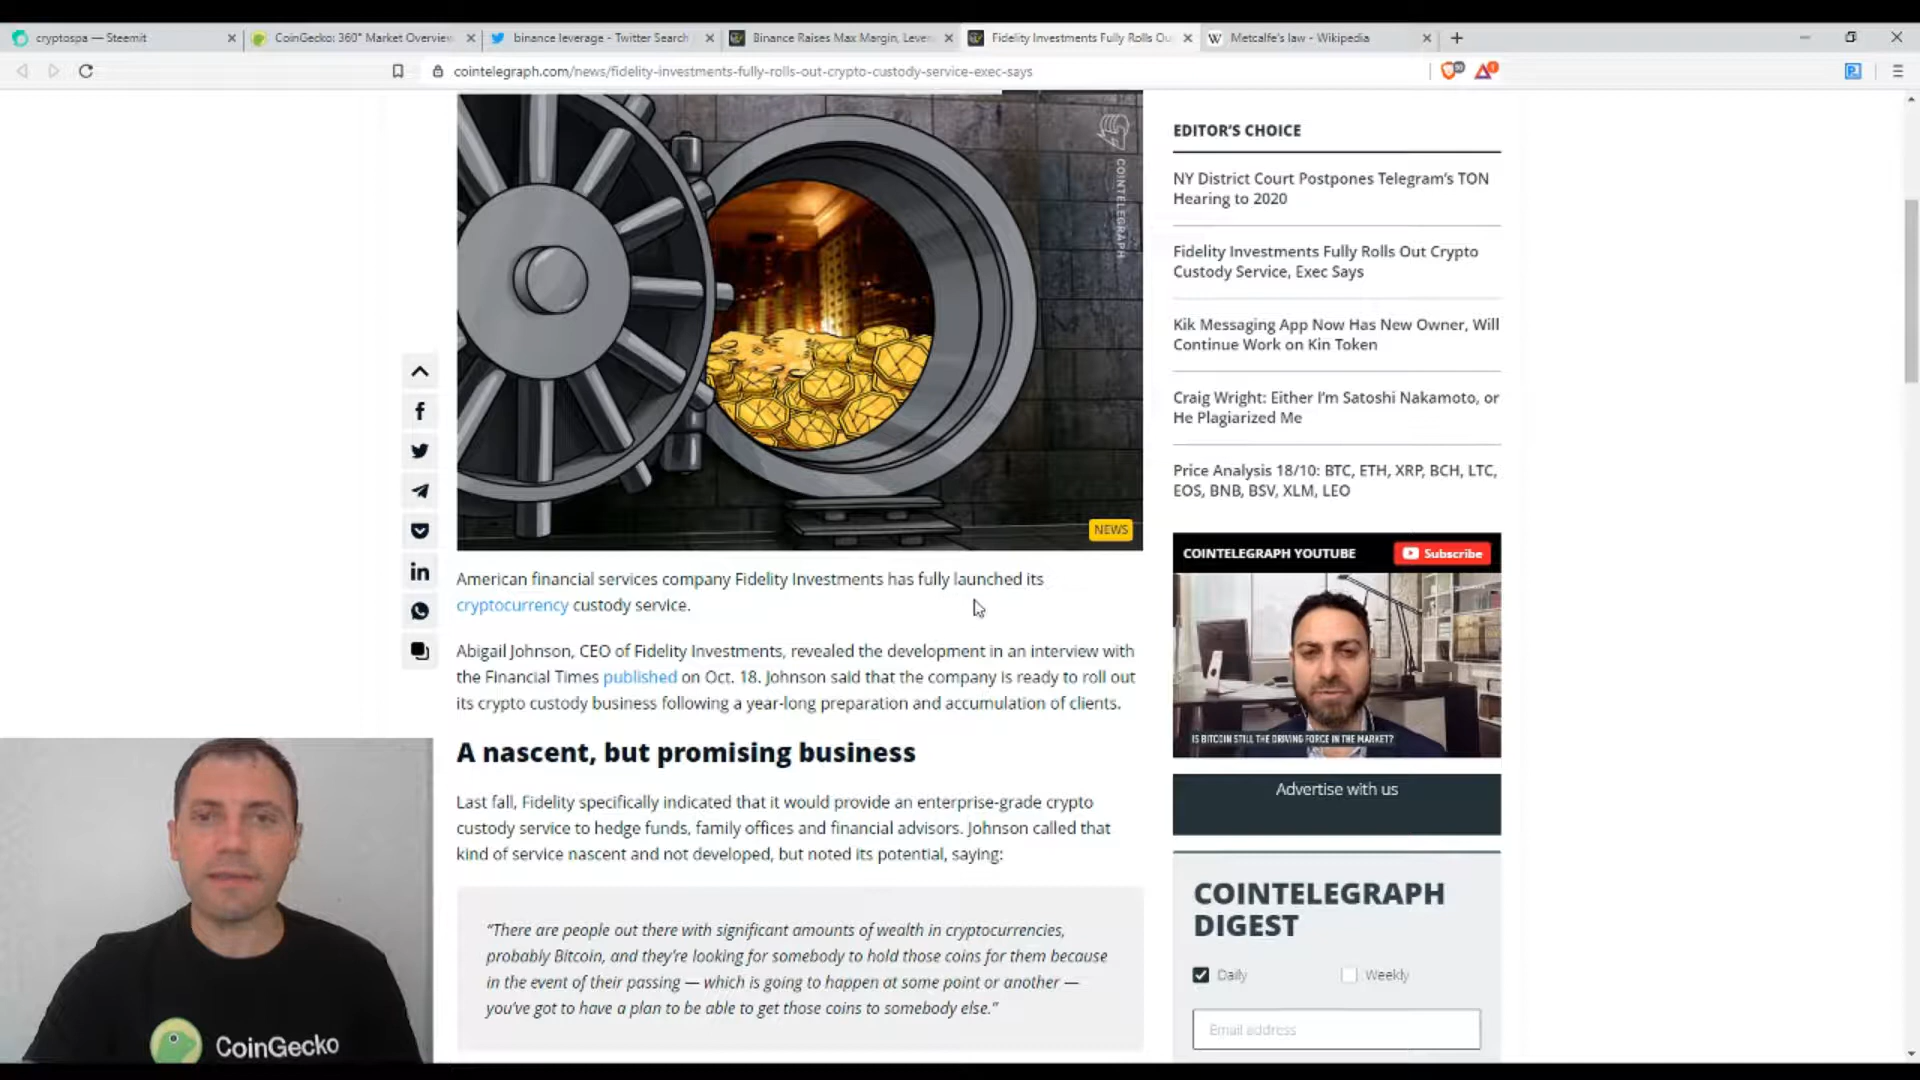 cryptospa — Steemit
CoinGecko: 360° Market Overview
binance leverage - Twitter Search
Binance Raises Max Margin, Lever
Fidelity Investments Fully Rolls Ou
W Metcalfe's law - Wikipedia
cointelegraph.com/news/fidelity-investments-fully-rolls-out-crypto-custody-service-exec-says
COINTELEGRAPH
NEWS
American financial services company Fidelity Investments has fully launched its
cryptocurrency custody service.
Abigail Johnson, CEO of Fidelity Investments, revealed the development in an interview with
the Financial Times published on Oct. 18. Johnson said that the company is ready to roll out
its crypto custody business following a year-long preparation and accumulation of clients.
A nascent, but promising business
Last fall, Fidelity specifically indicated that it would provide an enterprise-grade crypto
custody service to hedge funds, family offices and financial advisors. Johnson called that
kind of service nascent and not developed, but noted its potential, saying:
“There are people out there with significant amounts of wealth in cryptocurrencies,
probably Bitcoin, and they’re looking for somebody to hold those coins for them because
in the event of their passing — which is going to happen at some point or another —
you’ve got to have a plan to be able to get those coins to somebody else.”
EDITOR’S CHOICE
NY District Court Postpones Telegram’s TON
Hearing to 2020
Fidelity Investments Fully Rolls Out Crypto
Custody Service, Exec Says
Kik Messaging App Now Has New Owner, Will
Continue Work on Kin Token
Craig Wright: Either I’m Satoshi Nakamoto, or
He Plagiarized Me
Price Analysis 18/10: BTC, ETH, XRP, BCH, LTC,
EOS, BNB, BSV, XLM, LEO
COINTELEGRAPH YOUTUBE
Subscribe
IS BITCOIN STILL THE DRIVING FORCE IN THE MARKET?
Advertise with us
COINTELEGRAPH
DIGEST
Daily
Weekly
Email address
CoinGecko